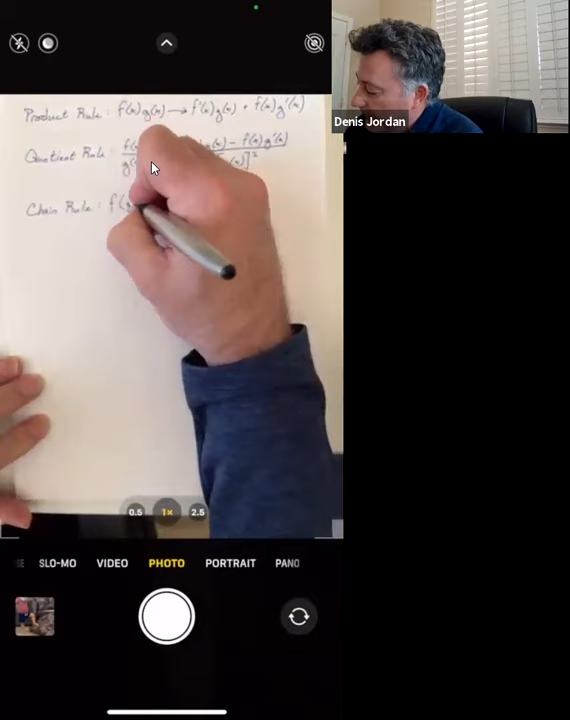 Denis Jordan
Product Rule : f(x)g(x) → f'(x)g(x) + f(x)g'(x)
Quotient Rule : f( g(x) - f(x)g'(x)
g( (x)]²
Chain Rule : f(g
0.5 1× 2.5
SLO-MO VIDEO PHOTO PORTRAIT PANO